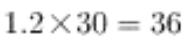 1.2×30 = 36